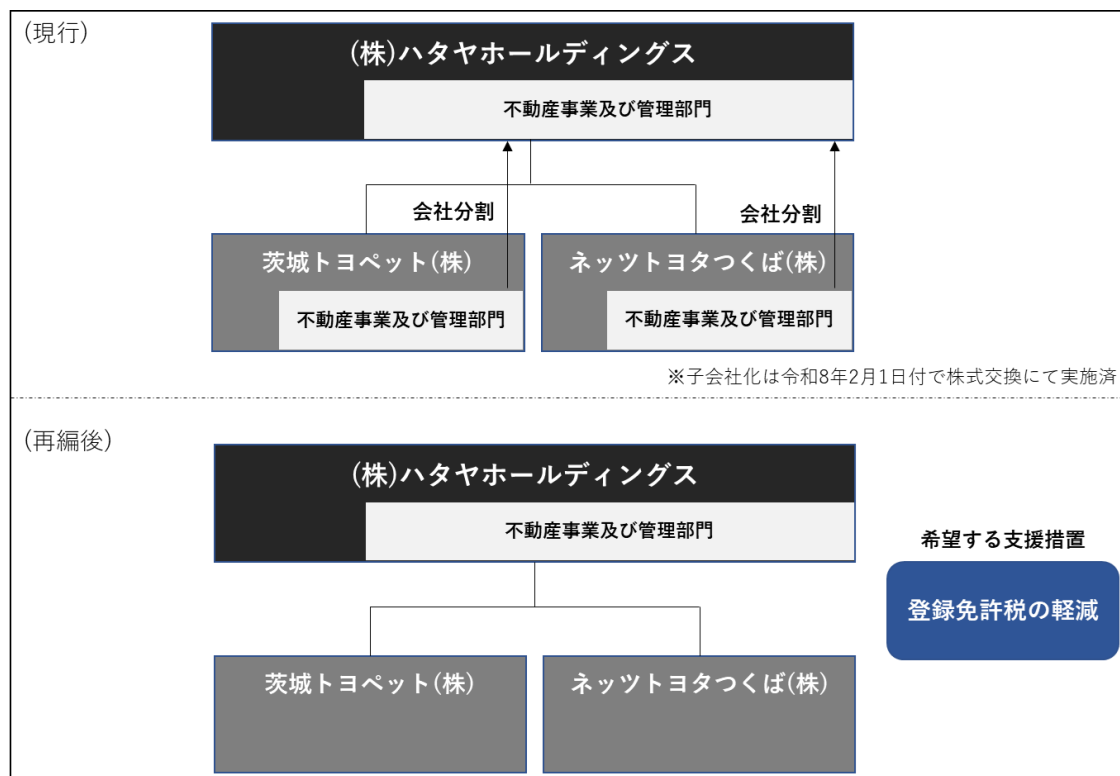 (現行)
(株)ハタヤホールディングス
不動産事業及び管理部門
会社分割
会社分割
茨城トヨペット(株)
ネッツトヨタつくば(株)
不動産事業及び管理部門
不動産事業及び管理部門
※子会社化は令和8年2月1日付で株式交換にて実施済
(再編後)
(株)ハタヤホールディングス
不動産事業及び管理部門
希望する支援措置
登録免許税の軽減
茨城トヨペット(株)
ネッツトヨタつくば(株)